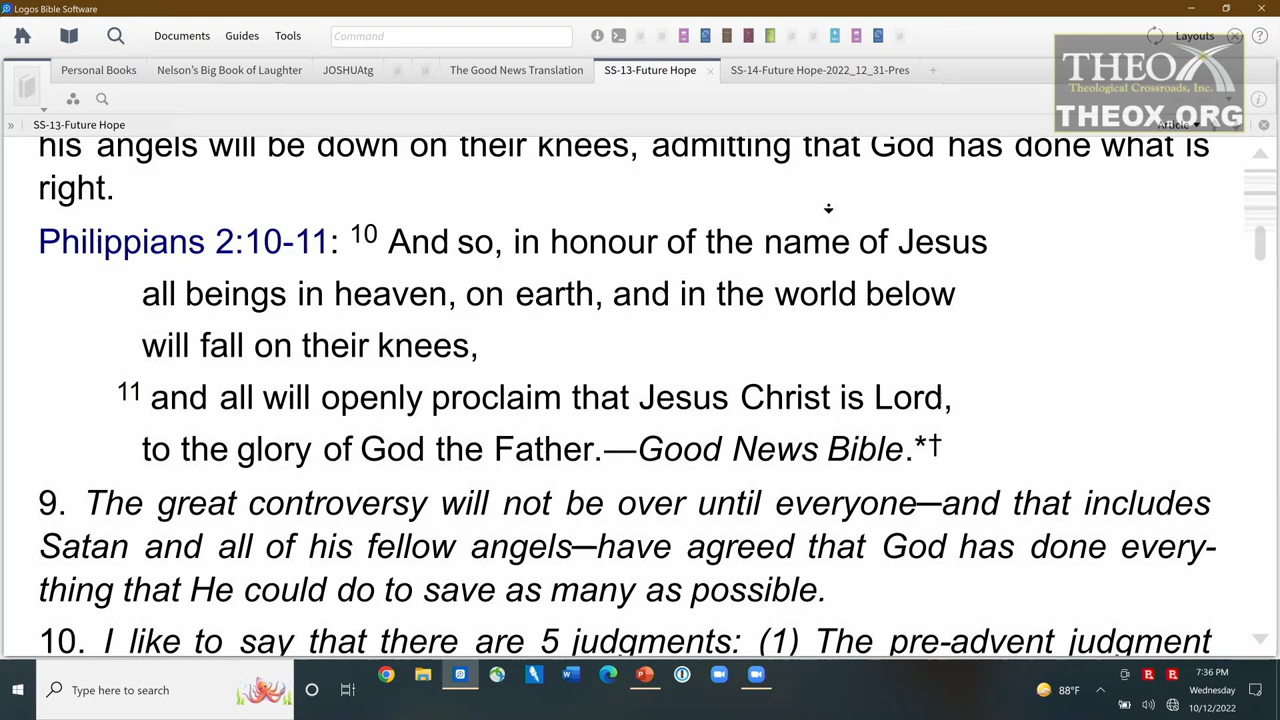 Logos Bible Software
Documents Guides Tools Command Layouts
THEOX
Theological Crossroads, Inc.
THEOX.ORG
Personal Books Nelson's Big Book of Laughter JOSHUAtg The Good News Translation SS-13-Future Hope SS-14-Future Hope-2022_12_31-Pres
SS-13-Future Hope Article
his angels will be down on their knees, admitting that God has done what is
right.
Philippians 2:10-11: 10 And so, in honour of the name of Jesus
all beings in heaven, on earth, and in the world below
will fall on their knees,
11 and all will openly proclaim that Jesus Christ is Lord,
to the glory of God the Father.—Good News Bible.*†
9. The great controversy will not be over until everyone—and that includes
Satan and all of his fellow angels—have agreed that God has done every-
thing that He could do to save as many as possible.
10. I like to say that there are 5 judgments: (1) The pre-advent judgment
Type here to search
88°F
7:36 PM
Wednesday
10/12/2022